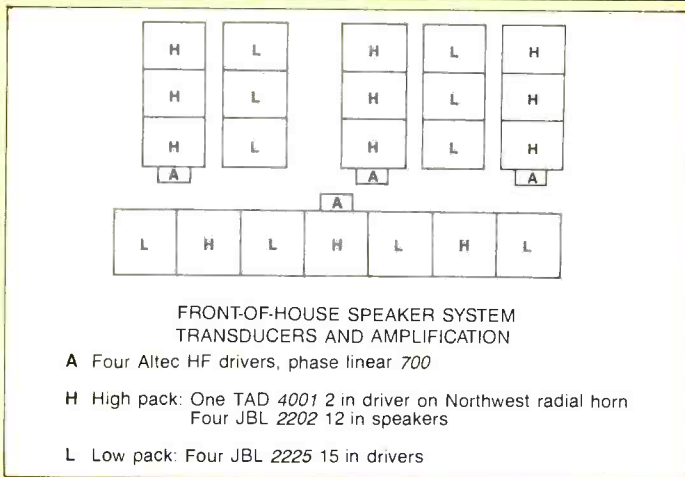 H L H L H
H L H L H
H L H L H
A A A
A
L H L H L H L
FRONT-OF-HOUSE SPEAKER SYSTEM
TRANSDUCERS AND AMPLIFICATION
A Four Altec HF drivers, phase linear 700
H High pack: One TAD 4001 2 in driver on Northwest radial horn
Four JBL 2202 12 in speakers
L Low pack: Four JBL 2225 15 in drivers